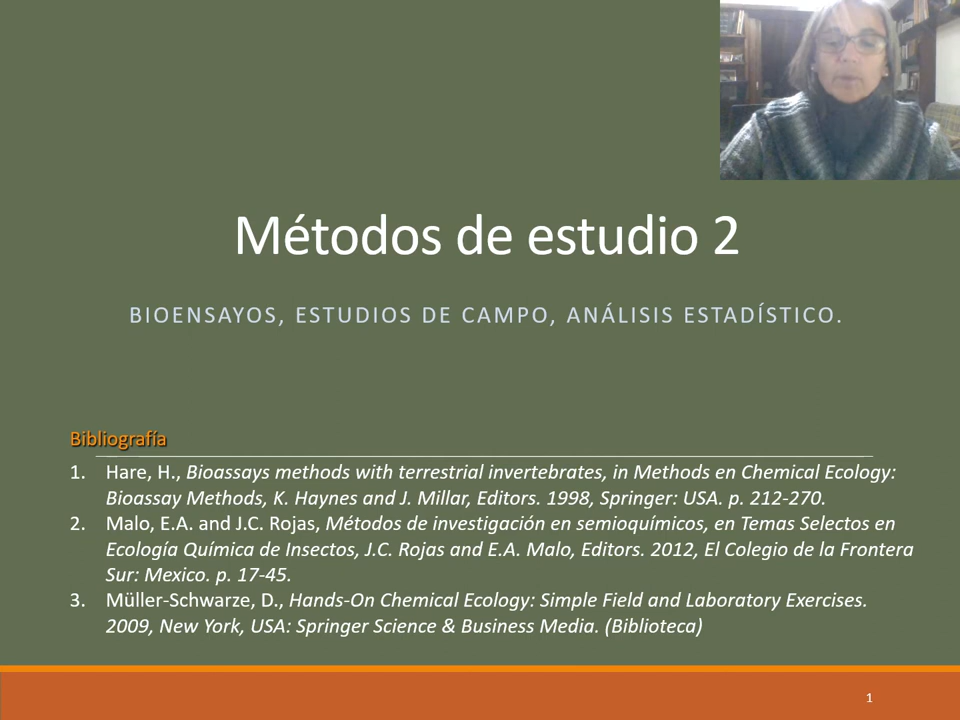 Métodos de estudio 2
BIOENSAYOS, ESTUDIOS DE CAMPO, ANÁLISIS ESTADÍSTICO.
Bibliografía
1. Hare, H., Bioassays methods with terrestrial invertebrates, in Methods en Chemical Ecology:
Bioassay Methods, K. Haynes and J. Millar, Editors. 1998, Springer: USA. p. 212-270.
2. Malo, E.A. and J.C. Rojas, Métodos de investigación en semioquímicos, en Temas Selectos en
Ecología Química de Insectos, J.C. Rojas and E.A. Malo, Editors. 2012, El Colegio de la Frontera
Sur: Mexico. p. 17-45.
3. Müller-Schwarze, D., Hands-On Chemical Ecology: Simple Field and Laboratory Exercises.
2009, New York, USA: Springer Science & Business Media. (Biblioteca)
1